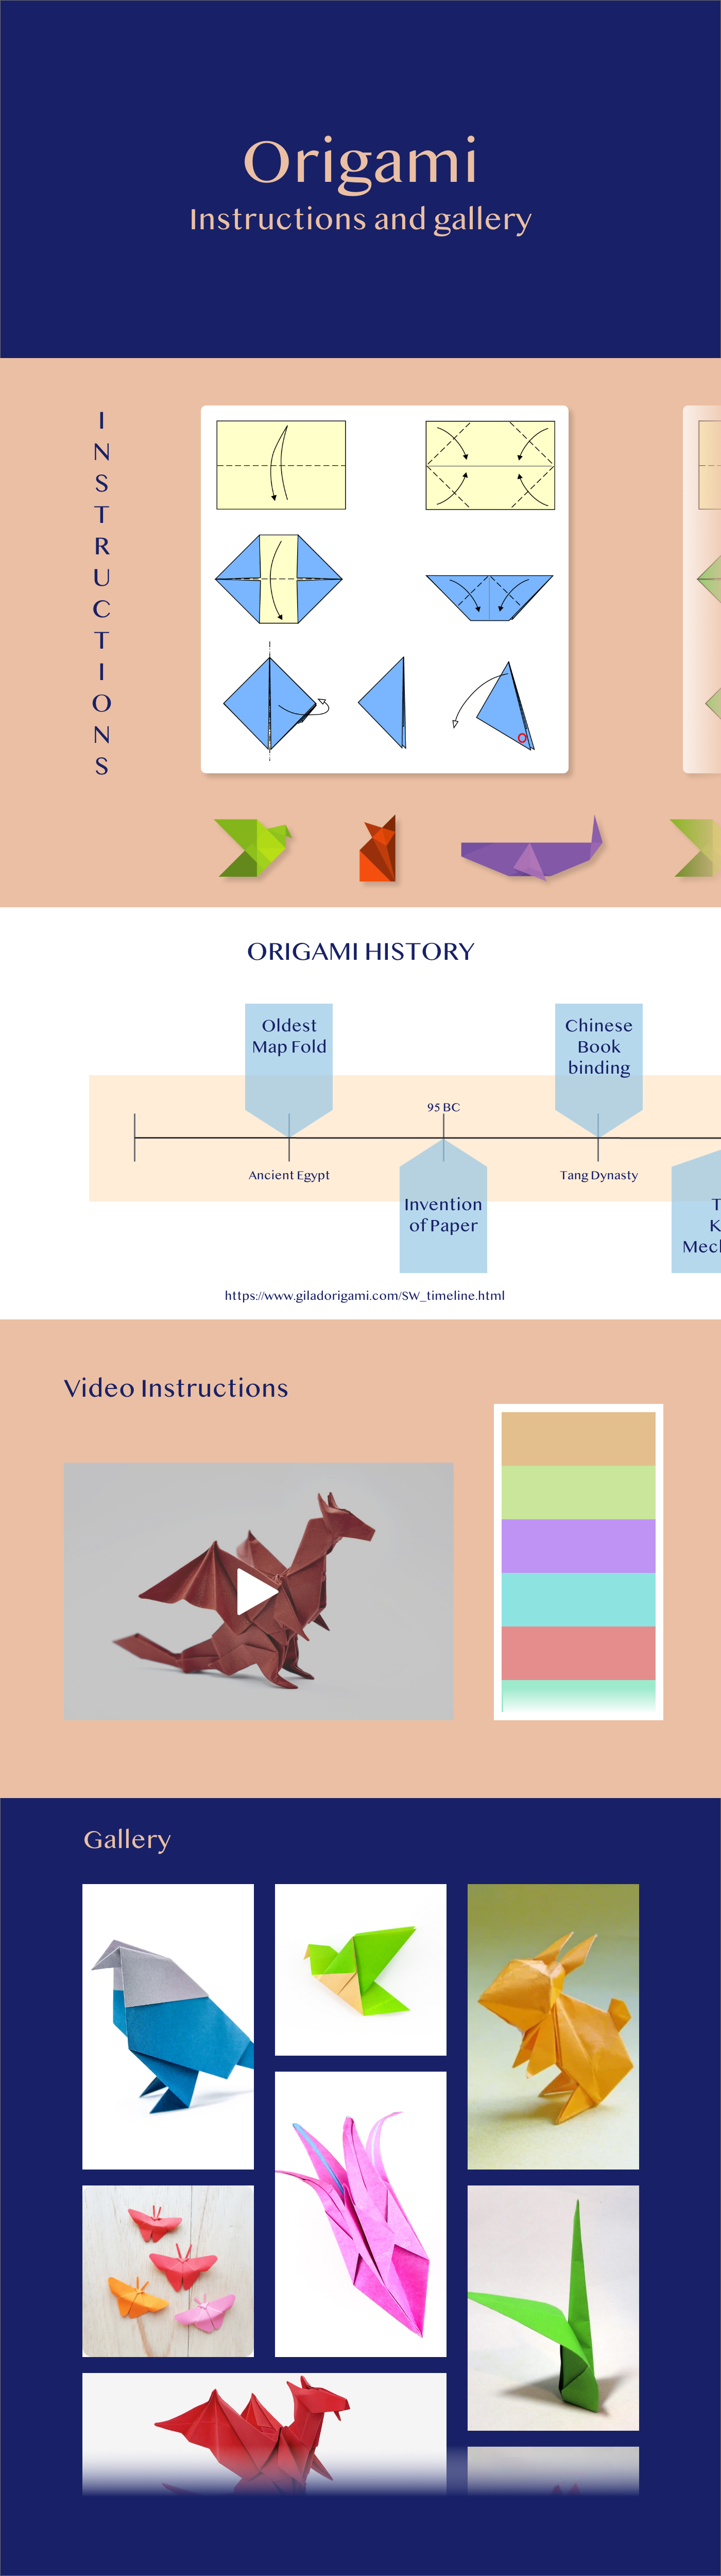 Origami
Instructions and gallery
I
N
S
T
R
U
C
T
I
O
N
S
ORIGAMI HISTORY
Oldest
Map Fold
Chinese
Book
binding
95 BC
Ancient Egypt
Tang Dynasty
Invention
of Paper
T
K
Mecl
https://www.giladorigami.com/SW_timeline.html
Video Instructions
Gallery